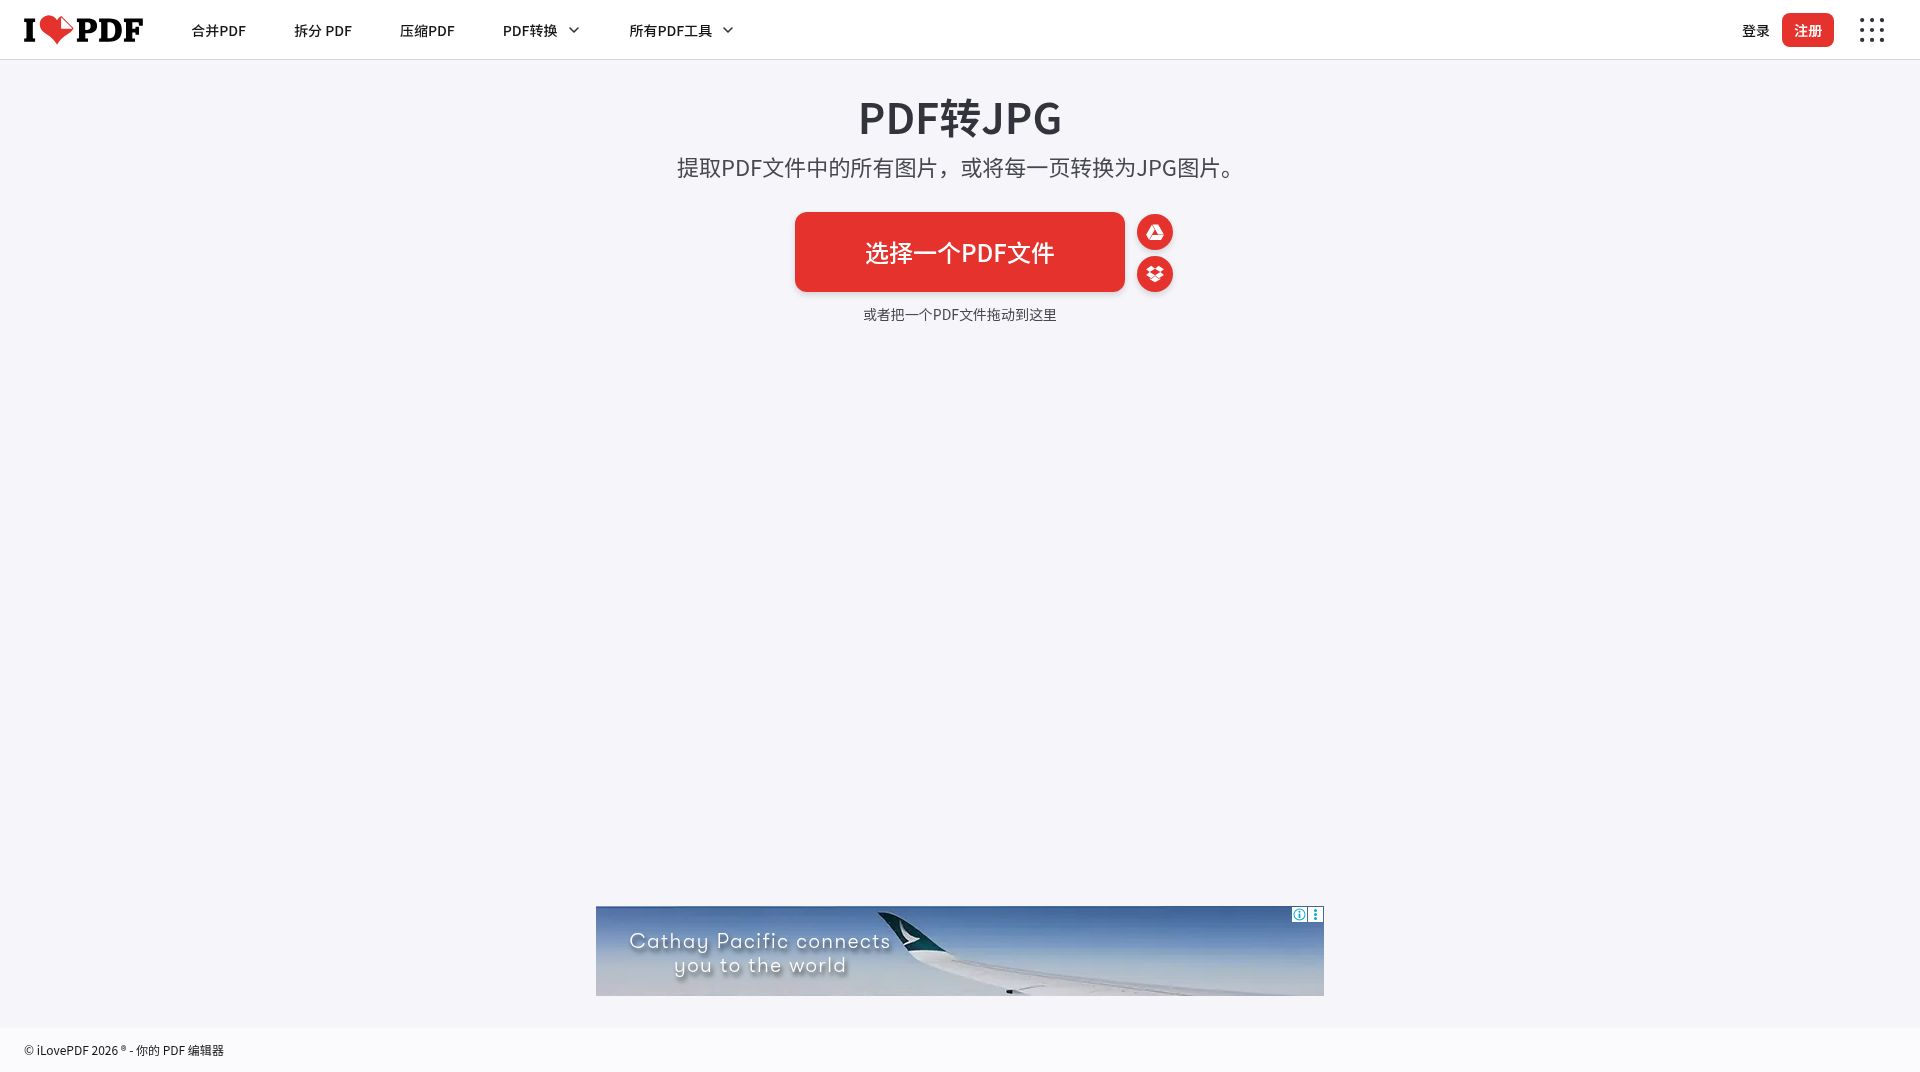 I PDF
合并PDF
拆分 PDF
压缩PDF
PDF转换
所有PDF工具
登录
注册
PDF转JPG
提取PDF文件中的所有图片，或将每一页转换为JPG图片。
选择一个PDF文件
或者把一个PDF文件拖动到这里
Cathay Pacific connects
you to the world
© iLovePDF 2026 ® - 你的 PDF 编辑器